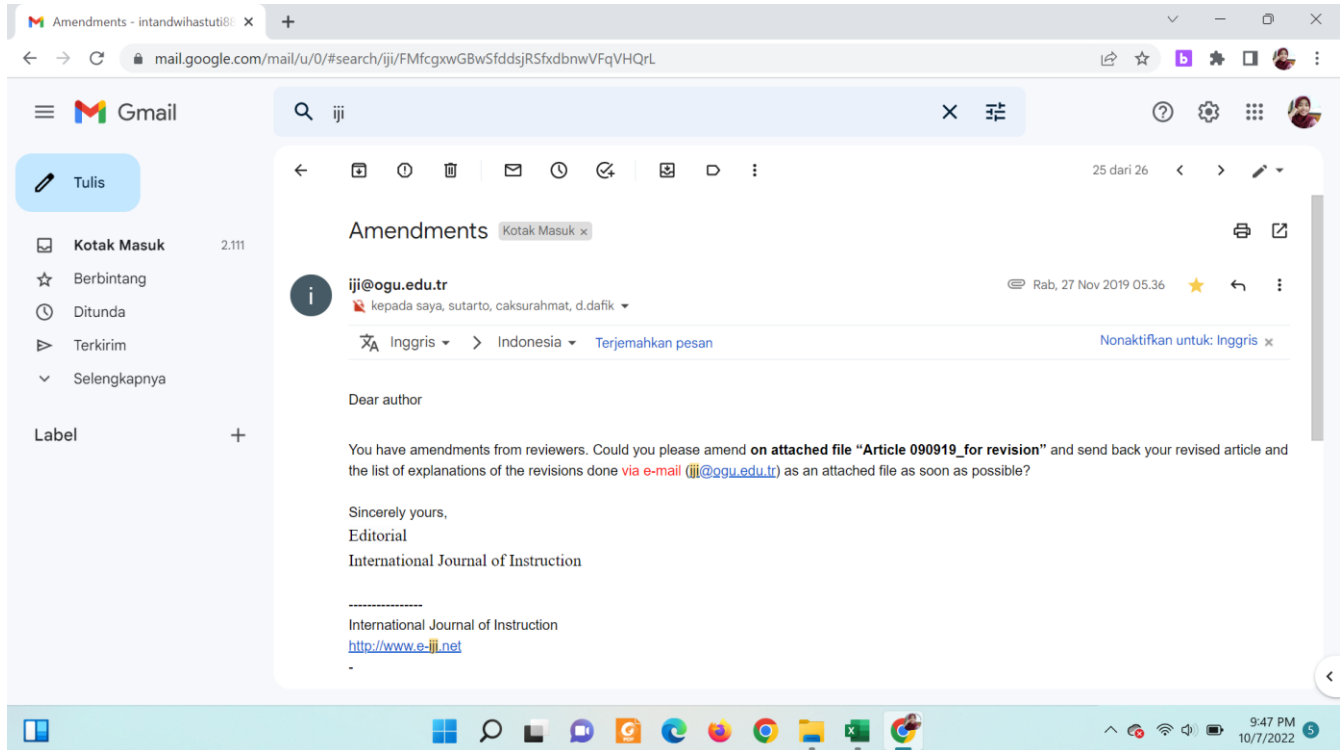 Amendments - intandwihastuti88
mail.google.com/mail/u/0/#search/iji/FMfcgxwGBwSfddsjRSfxdbnwVFqVHQrL
Gmail
iji
Tulis
25 dari 26
Amendments Kotak Masuk ×
Kotak Masuk 2.111
Berbintang
Ditunda
Terkirim
Selengkapnya
Label
i
iji@ogu.edu.tr
Rab, 27 Nov 2019 05.36
kepada saya, sutarto, caksurahmat, d.dafik
Inggris > Indonesia Terjemahkan pesan
Nonaktifkan untuk: Inggris ×
Dear author
You have amendments from reviewers. Could you please amend on attached file “Article 090919_for revision” and send back your revised article and
the list of explanations of the revisions done via e-mail (iji@ogu.edu.tr) as an attached file as soon as possible?
Sincerely yours,
Editorial
International Journal of Instruction
----------------
International Journal of Instruction
http://www.e-iji.net
-
9:47 PM
10/7/2022
5